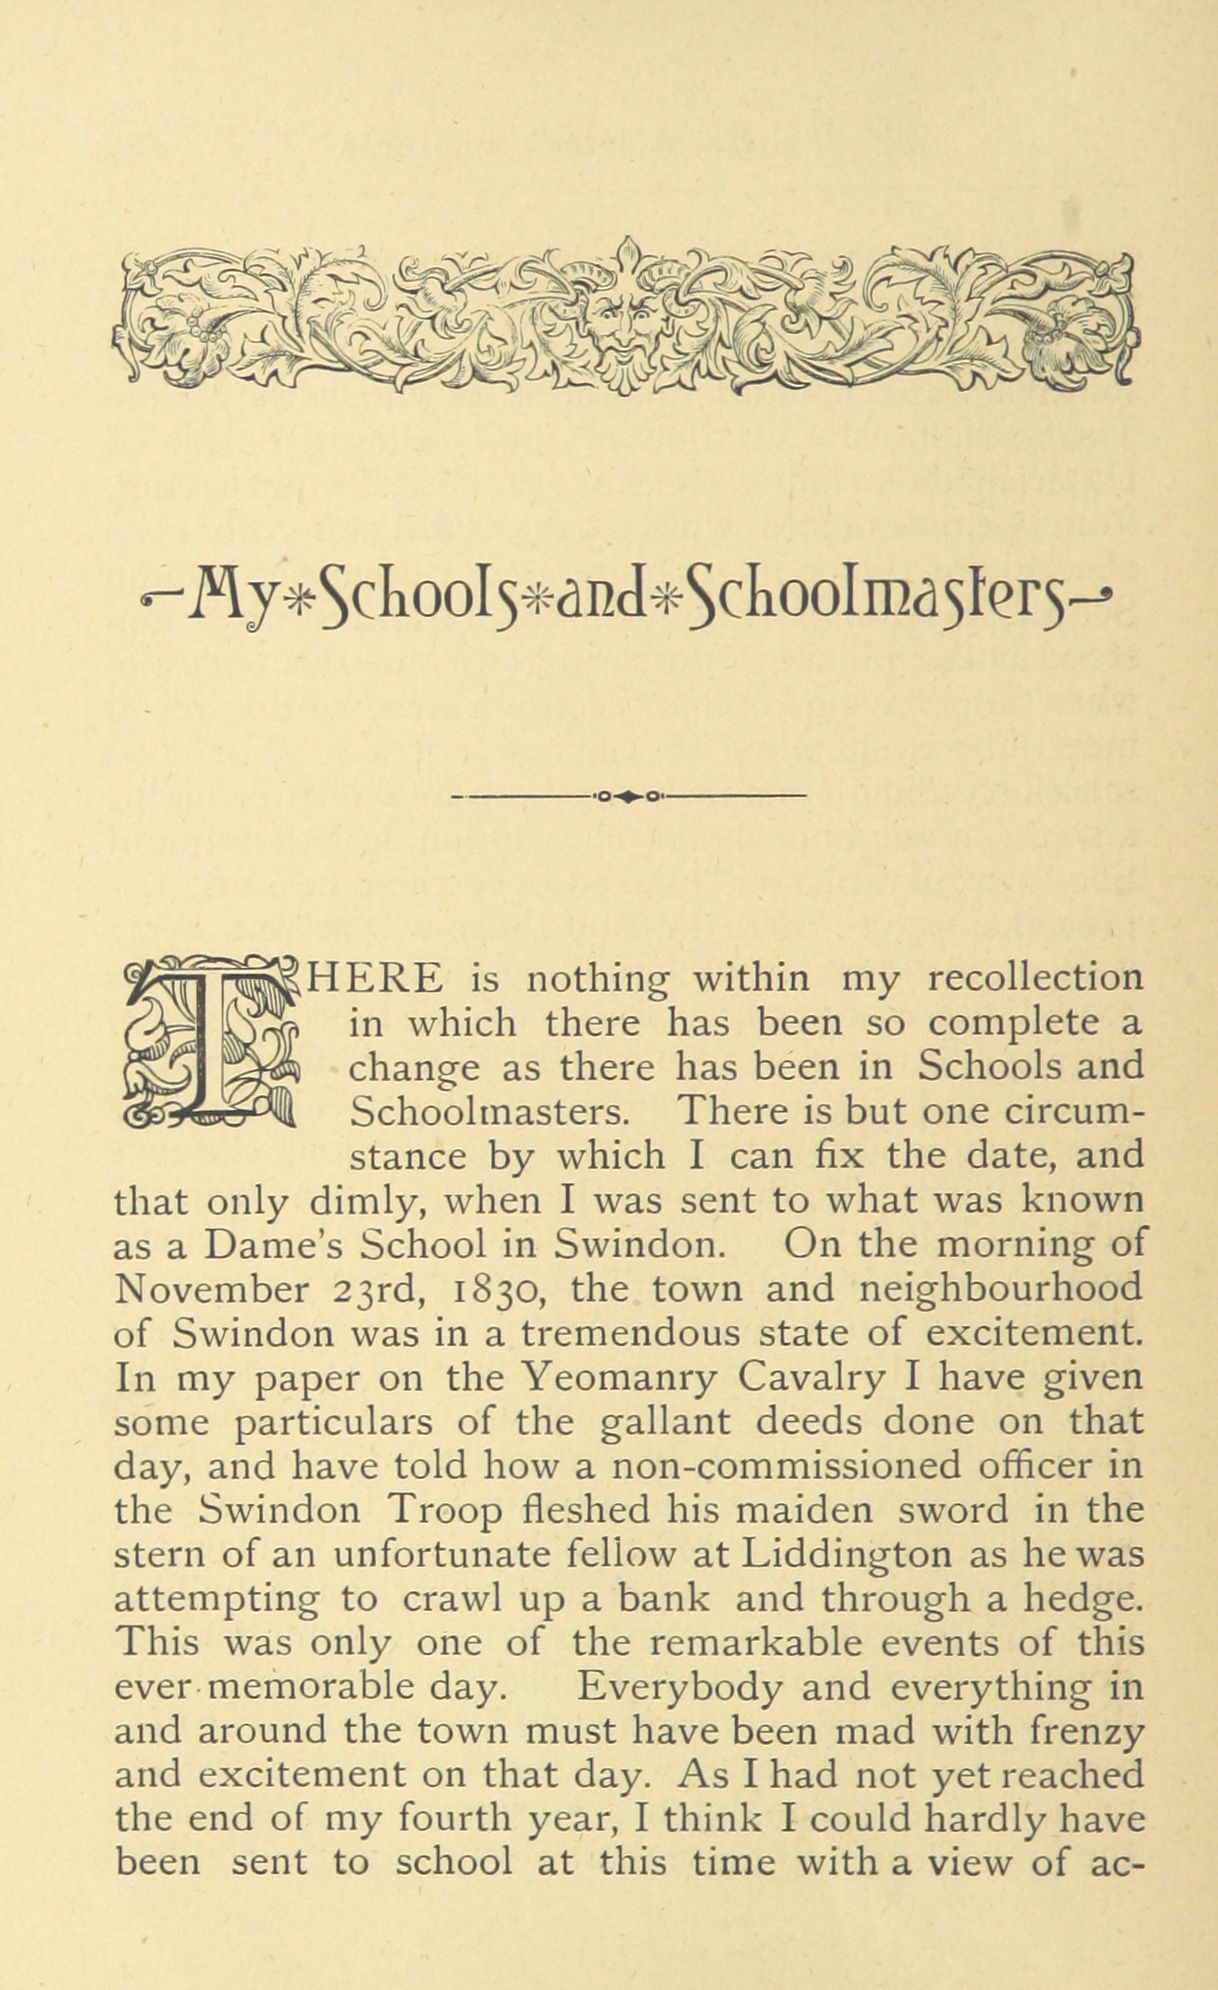 My Schools and Schoolmasters
THERE is nothing within my recollection
in which there has been so complete a
change as there has been in Schools and
Schoolmasters. There is but one circum-
stance by which I can fix the date, and
that only dimly, when I was sent to what was known
as a Dame's School in Swindon. On the morning of
November 23rd, 1830, the town and neighbourhood
of Swindon was in a tremendous state of excitement.
In my paper on the Yeomanry Cavalry I have given
some particulars of the gallant deeds done on that
day, and have told how a non-commissioned officer in
the Swindon Troop fleshed his maiden sword in the
stern of an unfortunate fellow at Liddington as he was
attempting to crawl up a bank and through a hedge.
This was only one of the remarkable events of this
ever-memorable day. Everybody and everything in
and around the town must have been mad with frenzy
and excitement on that day. As I had not yet reached
the end of my fourth year, I think I could hardly have
been sent to school at this time with a view of ac-